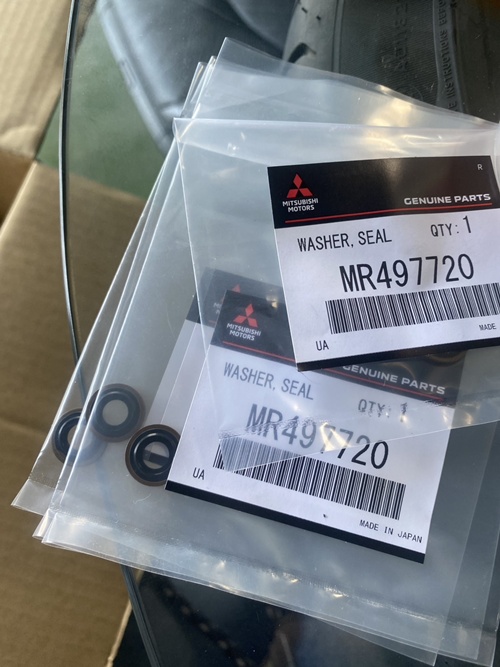 R
MITSUBISHI
MOTORS
GENUINE PARTS
WASHER, SEAL
QTY: 1
MR497720
UA
MADE
MITSUBISHI
MOTORS
GENUINE PARTS
WASHER, SEAL
QTY: 1
MR497720
UA
MADE IN JAPAN